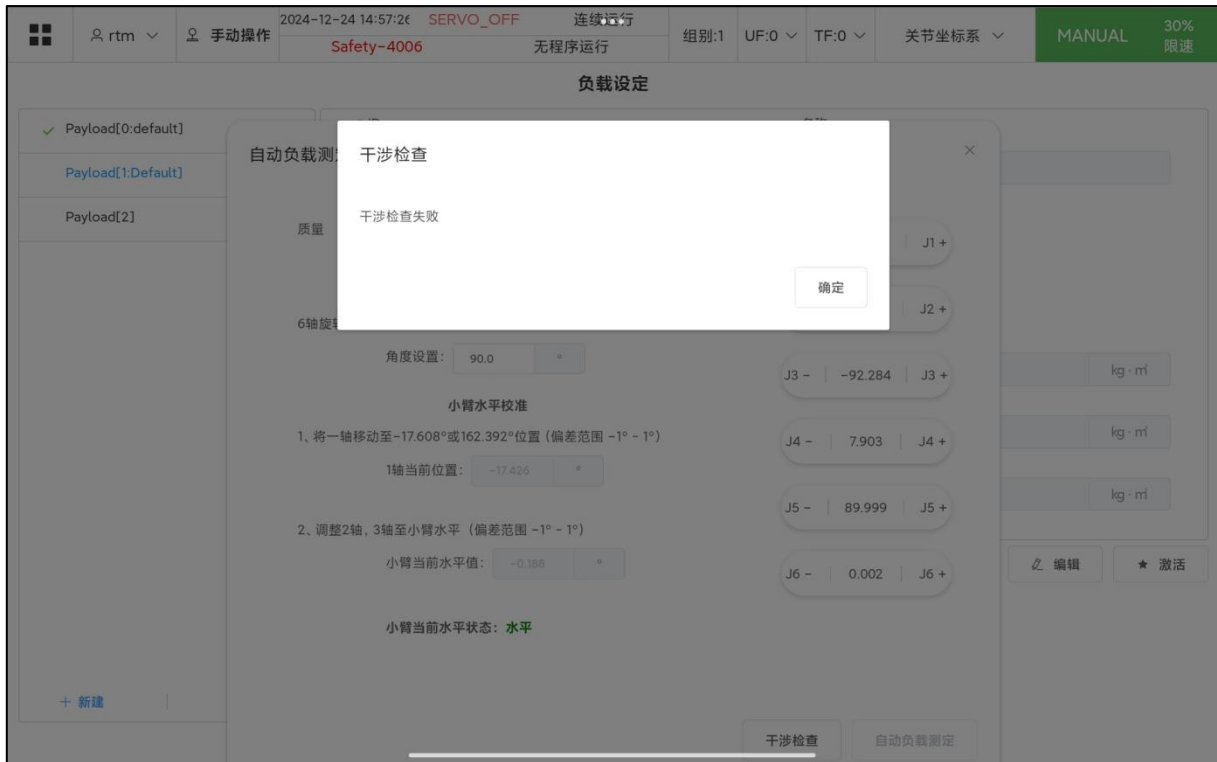 rtm
手动操作
2024-12-24 14:57:26 SERVO_OFF 连续运行
Safety-4006 无程序运行
组别:1 UF:0 TF:0 关节坐标系
MANUAL 30%
限速
负载设定
Payload[0:default]
Payload[1:Default]
Payload[2]
自动负载测
干涉检查
干涉检查失败
确定
质量
J1 +
J2 +
6轴旋
角度设置: 90.0 °
J3 - -92.284 J3 +
kg · ㎡
小臂水平校准
1、将一轴移动至-17.608°或162.392°位置 (偏差范围 -1° - 1°)
J4 - 7.903 J4 +
kg · ㎡
1轴当前位置: -17.426 °
J5 - 89.999 J5 +
kg · ㎡
2、调整2轴, 3轴至小臂水平 (偏差范围 -1° - 1°)
小臂当前水平值: -0.188 °
J6 - 0.002 J6 +
编辑 激活
小臂当前水平状态: 水平
+ 新建
干涉检查 自动负载测定